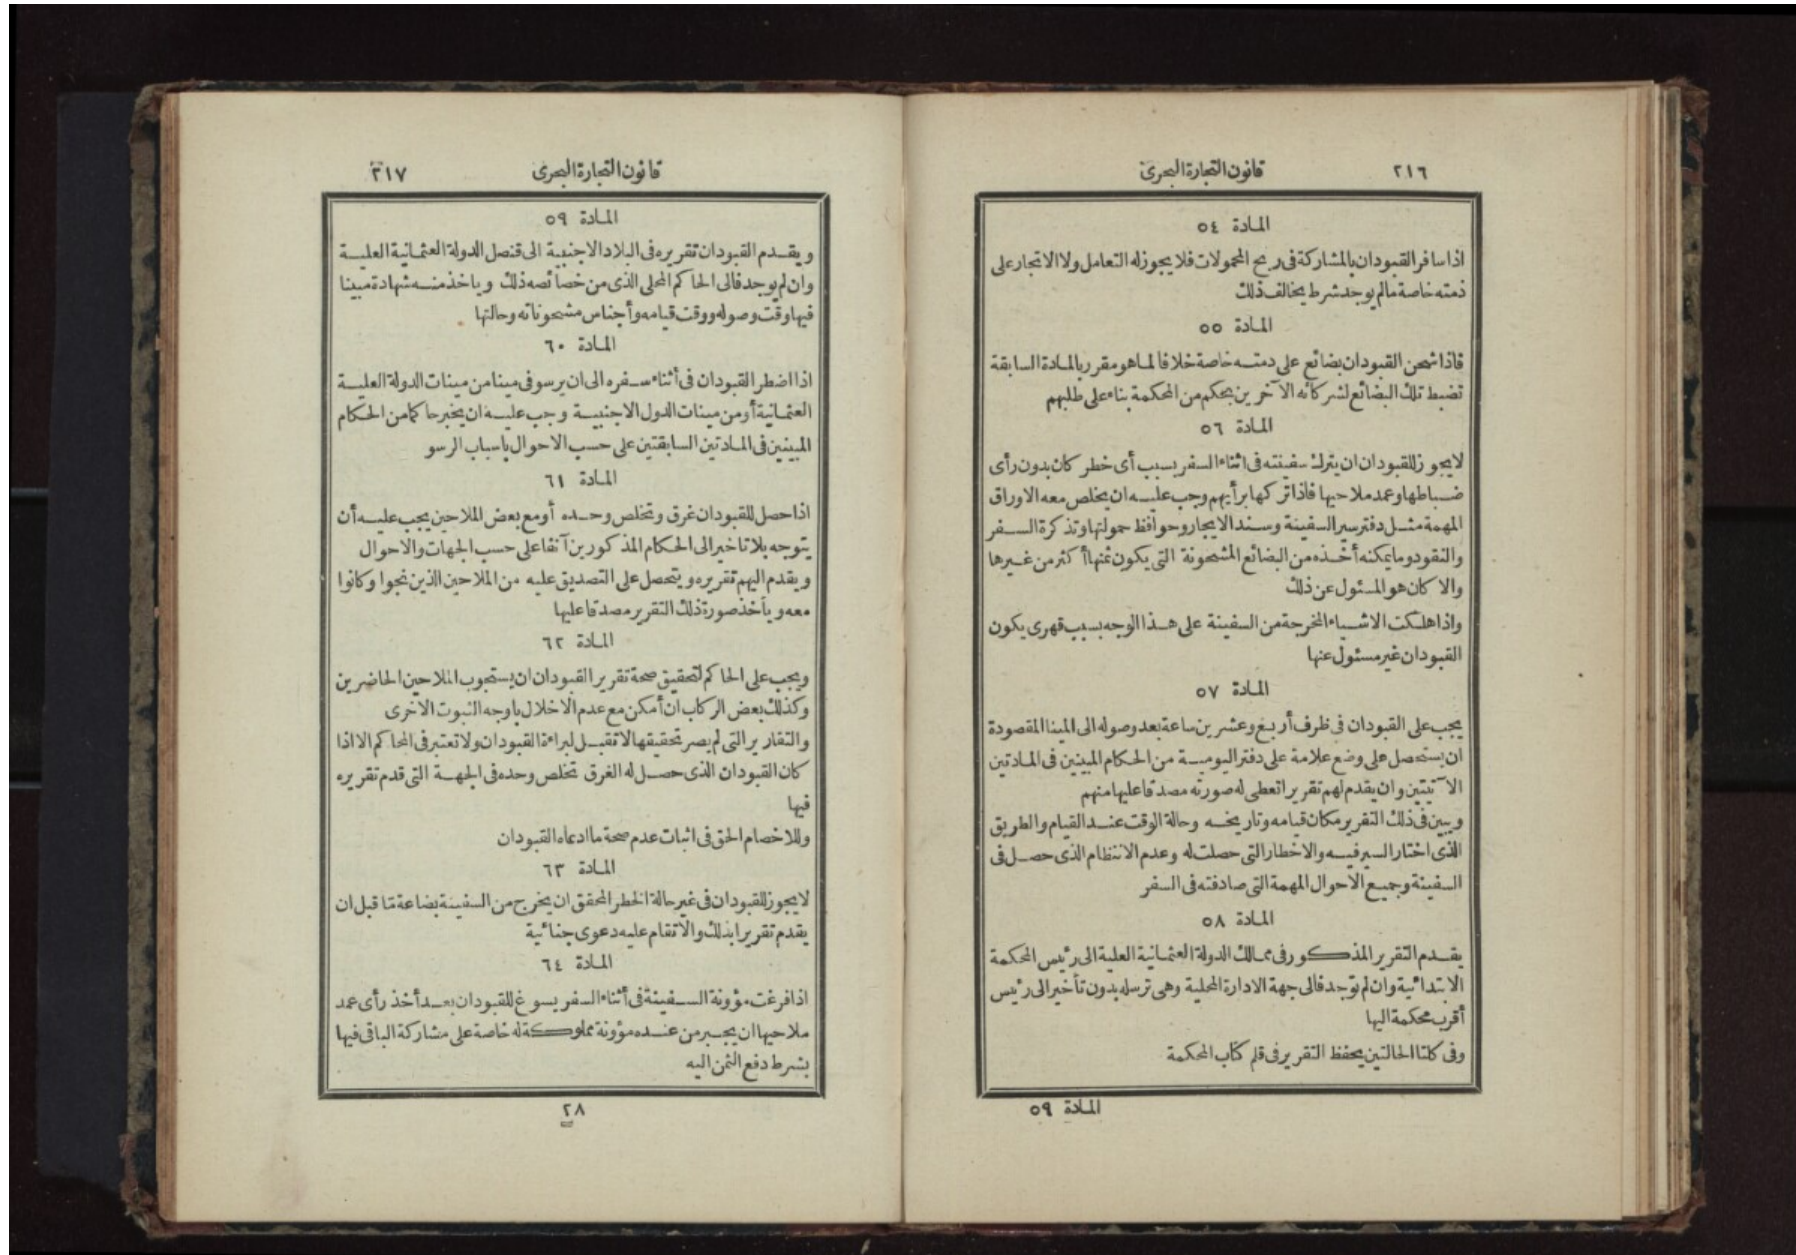 ٢١٦
قانون التجارة البحرى
المادة ٥٤
اذا سافر القبودان بالمشاركة فى ربح المحمولات فلا يجوز له التعامل ولا الاتجار على
ذمته خاصة مالم يوجد شرط يخالف ذلك
المادة ٥٥
فاذا شحن القبودان بضائع على ذمته خاصة خلافا لما هو مقرر بالمادة السابقة
تضبط تلك البضائع لشركائه الآخرين بحكم من المحكمة بناء على طلبهم
المادة ٥٦
لا يجوز للقبودان ان يترك سفينته فى اثناء السفر بسبب أى خطر كان بدون رأى
ضباطها وعمد ملاحيها فاذا تركها برأيهم وجب عليه ان يخلص معه الاوراق
المهمة مثل دفتر سير السفينة وسند الايجار وحوافظ حمولتها وتذكرة السفر
والنقود وما يمكنه أخذه من البضائع المشحونة التى يكون ثمنها أكثر من غيرها
والا كان هو المسئول عن ذلك
واذا هلكت الاشياء المخرجة من السفينة على هذا الوجه بسبب قهرى يكون
القبودان غير مسئول عنها
المادة ٥٧
يجب على القبودان فى ظرف أربع وعشرين ساعة بعد وصوله الى المينا المقصودة
ان يستحصل على وضع علامة على دفتر اليومية من الحكام المبينين فى المادتين
الآتيتين وان يقدم لهم تقريرا تعطى له صورته مصدقا عليها منهم
ويبين فى ذلك التقرير مكان قيامه وتاريخه وحالة الوقت عند القيام والطريق
الذى اختار السير فيه والاخطار التى حصلت له وعدم الانتظام الذى حصل فى
السفينة وجميع الاحوال المهمة التى صادفته فى السفر
المادة ٥٨
يقدم التقرير المذكور فى ممالك الدولة العثمانية العلية الى رئيس المحكمة
الابتدائية وان لم توجد فالى جهة الادارة المحلية وهى ترسله بدون تأخير الى رئيس
أقرب محكمة اليها
وفى كلتا الحالتين يحفظ التقرير فى قلم كتاب المحكمة
المادة ٥٩
قانون التجارة البحرى
٢١٧
المادة ٥٩
ويقدم القبودان تقريره فى البلاد الاجنبية الى قنصل الدولة العثمانية العلية
وان لم يوجد فالى الحاكم المحلى الذى من خصائصه ذلك وياخذ منه شهادة مبينا
فيها وقت وصوله ووقت قيامه وأجناس مشحوناته وحالتها
المادة ٦٠
اذا اضطر القبودان فى أثناء سفره الى ان يرسو فى مينا من مينات الدولة العلية
العثمانية أو من مينات الدول الاجنبية وجب عليه ان يخبر حاكما من الحكام
المبينين فى المادتين السابقتين على حسب الاحوال باسباب الرسو
المادة ٦١
اذا حصل للقبودان غرق وتخلص وحده أو مع بعض الملاحين يجب عليه أن
يتوجه بلا تاخير الى الحكام المذكورين آنفا على حسب الجهات والاحوال
ويقدم اليهم تقريره ويتحصل على التصديق عليه من الملاحين الذين نجوا وكانوا
معه ويأخذ صورة ذلك التقرير مصدقا عليها
المادة ٦٢
ويجب على الحاكم لتحقيق صحة تقرير القبودان ان يستجوب الملاحين الحاضرين
وكذلك بعض الركاب ان أمكن مع عدم الاخلال باوجه الثبوت الاخرى
والتقارير التى لم يصر تحقيقها لا تقبل لبراءة القبودان ولا تعتبر فى المحاكم الا اذا
كان القبودان الذى حصل له الغرق تخلص وحده فى الجهة التى قدم تقريره
فيها
وللاخصام الحق فى اثبات عدم صحة ما ادعاه القبودان
المادة ٦٣
لا يجوز للقبودان فى غير حالة الخطر المحقق ان يخرج من السفينة بضاعة ما قبل ان
يقدم تقريرا بذلك والا تقام عليه دعوى جنائية
المادة ٦٤
اذا فرغت مؤونة السفينة فى أثناء السفر يسوغ للقبودان بعد أخذ رأى عمد
ملاحيها ان يجبر من عنده مؤونة مملوكة له خاصة على مشاركة الباقى فيها
بشرط دفع الثمن اليه
٢٨